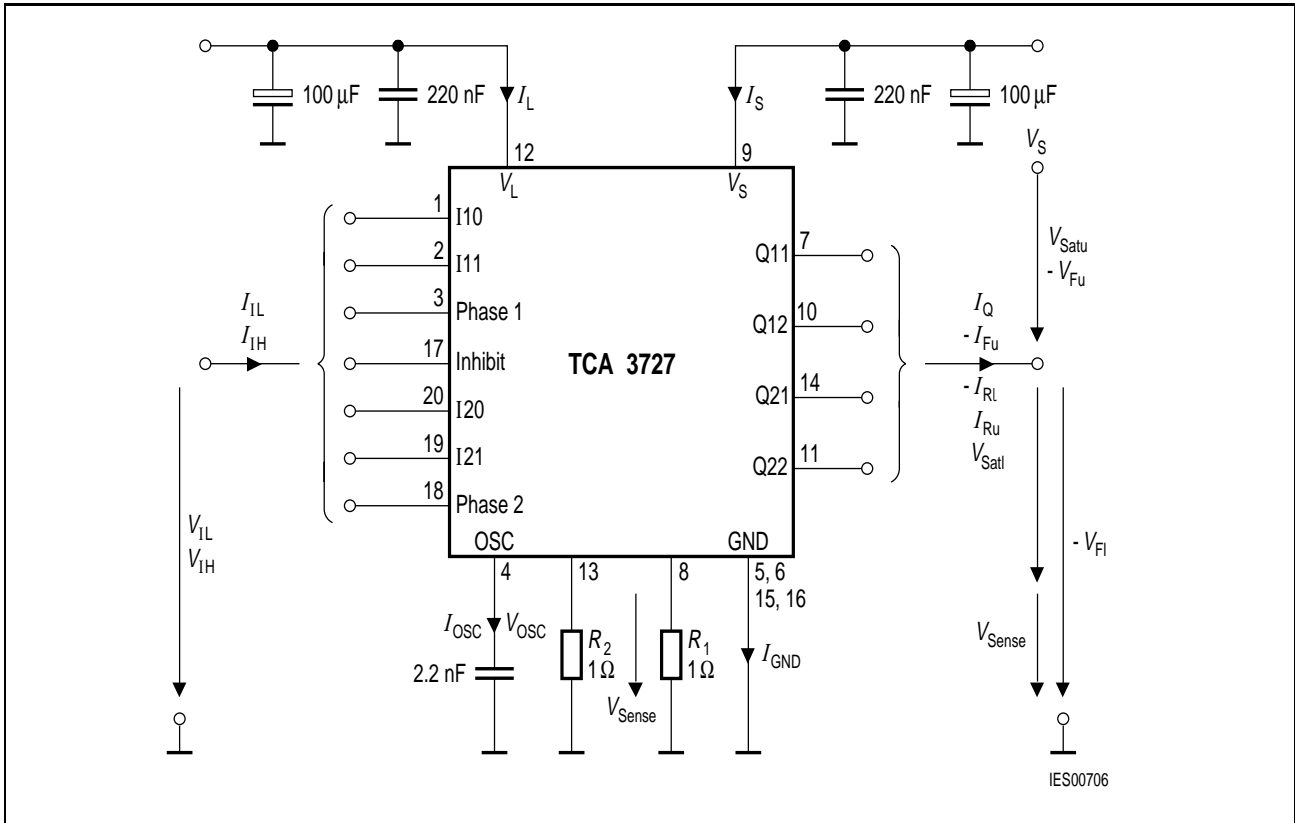 100 µF
220 nF
I_L
I_S
220 nF
100 µF
12
9
V_L
V_S
V_S
1
I10
2
I11
3
Phase 1
17
Inhibit
20
I20
19
I21
18
Phase 2
I_IL
I_IH
TCA 3727
7
Q11
10
Q12
14
Q21
11
Q22
V_Satu
- V_Fu
I_Q
- I_Fu
- I_Rl
I_Ru
V_Satl
V_IL
V_IH
- V_Fl
V_Sense
OSC
GND
4
13
8
5, 6
15, 16
I_OSC
V_OSC
2.2 nF
R_2
1 Ω
V_Sense
R_1
1 Ω
I_GND
IES00706